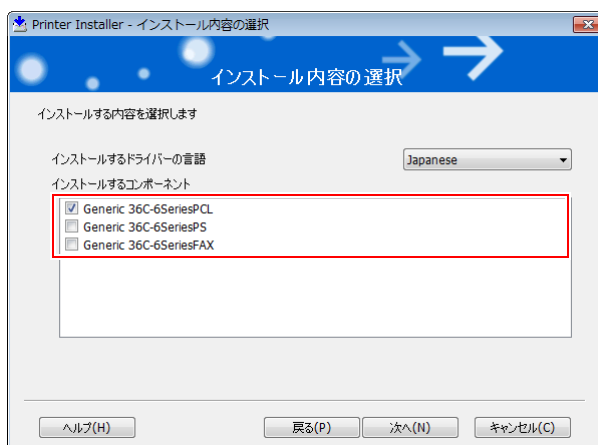 Printer Installer - インストール内容の選択
インストール内容の選択
インストールする内容を選択します
インストールするドライバーの言語
Japanese
インストールするコンポーネント
Generic 36C-6SeriesPCL
Generic 36C-6SeriesPS
Generic 36C-6SeriesFAX
ヘルプ(H)
戻る(P)
次へ(N)
キャンセル(C)